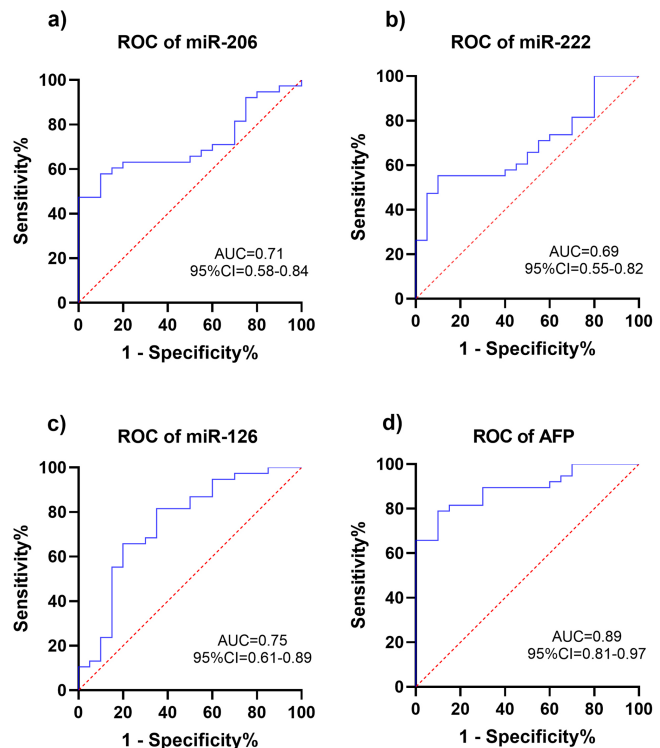 a)
ROC of miR-206
Sensitivity%
100
80
60
40
20
0
AUC=0.71
95%CI=0.58-0.84
0 20 40 60 80 100
1 - Specificity%
b)
ROC of miR-222
Sensitivity%
100
80
60
40
20
0
AUC=0.69
95%CI=0.55-0.82
0 20 40 60 80 100
1 - Specificity%
c)
ROC of miR-126
Sensitivity%
100
80
60
40
20
0
AUC=0.75
95%CI=0.61-0.89
0 20 40 60 80 100
1 - Specificity%
d)
ROC of AFP
Sensitivity%
100
80
60
40
20
0
AUC=0.89
95%CI=0.81-0.97
0 20 40 60 80 100
1 - Specificity%